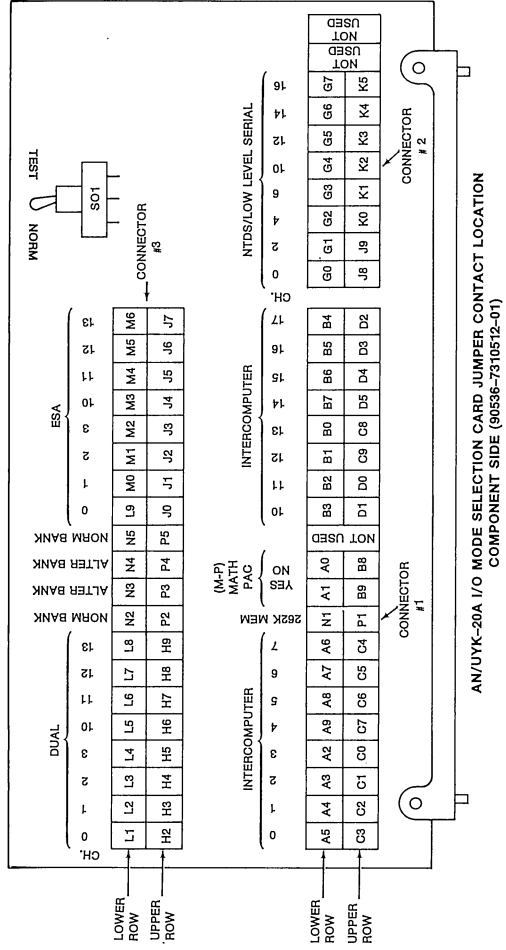 TEST
NORM
SO1
DUAL
ESA
CH. 0 1 2 3 10 11 12 13 NORM BANK ALTER BANK ALTER BANK NORM BANK 0 1 2 3 10 11 12 13
LOWER ROW
L1 L2 L3 L4 L5 L6 L7 L8 N2 N3 N4 N5 L9 M0 M1 M2 M3 M4 M5 M6
UPPER ROW
H2 H3 H4 H5 H6 H7 H8 H9 P2 P3 P4 P5 J0 J1 J2 J3 J4 J5 J6 J7
CONNECTOR
#3
INTERCOMPUTER
(M-P)
MATH
PAC
INTERCOMPUTER
NTDS/LOW LEVEL SERIAL
0 1 2 3 4 5 6 7 262K MEM YES NO 10 11 12 13 14 15 16 17 CH. 0 2 4 6 10 12 14 16
LOWER ROW
A5 A4 A3 A2 A9 A8 A7 A6 N1 A1 A0 NOT USED B3 B2 B1 B0 B7 B6 B5 B4 G0 G1 G2 G3 G4 G5 G6 G7 NOT USED NOT USED
UPPER ROW
C3 C2 C1 C0 C7 C6 C5 C4 P1 B9 B8 D1 D0 C9 C8 D5 D4 D3 D2 J8 J9 K0 K1 K2 K3 K4 K5
CONNECTOR
#1
CONNECTOR
# 2
AN/UYK–20A I/O MODE SELECTION CARD JUMPER CONTACT LOCATION
COMPONENT SIDE (90536–7310512–01)